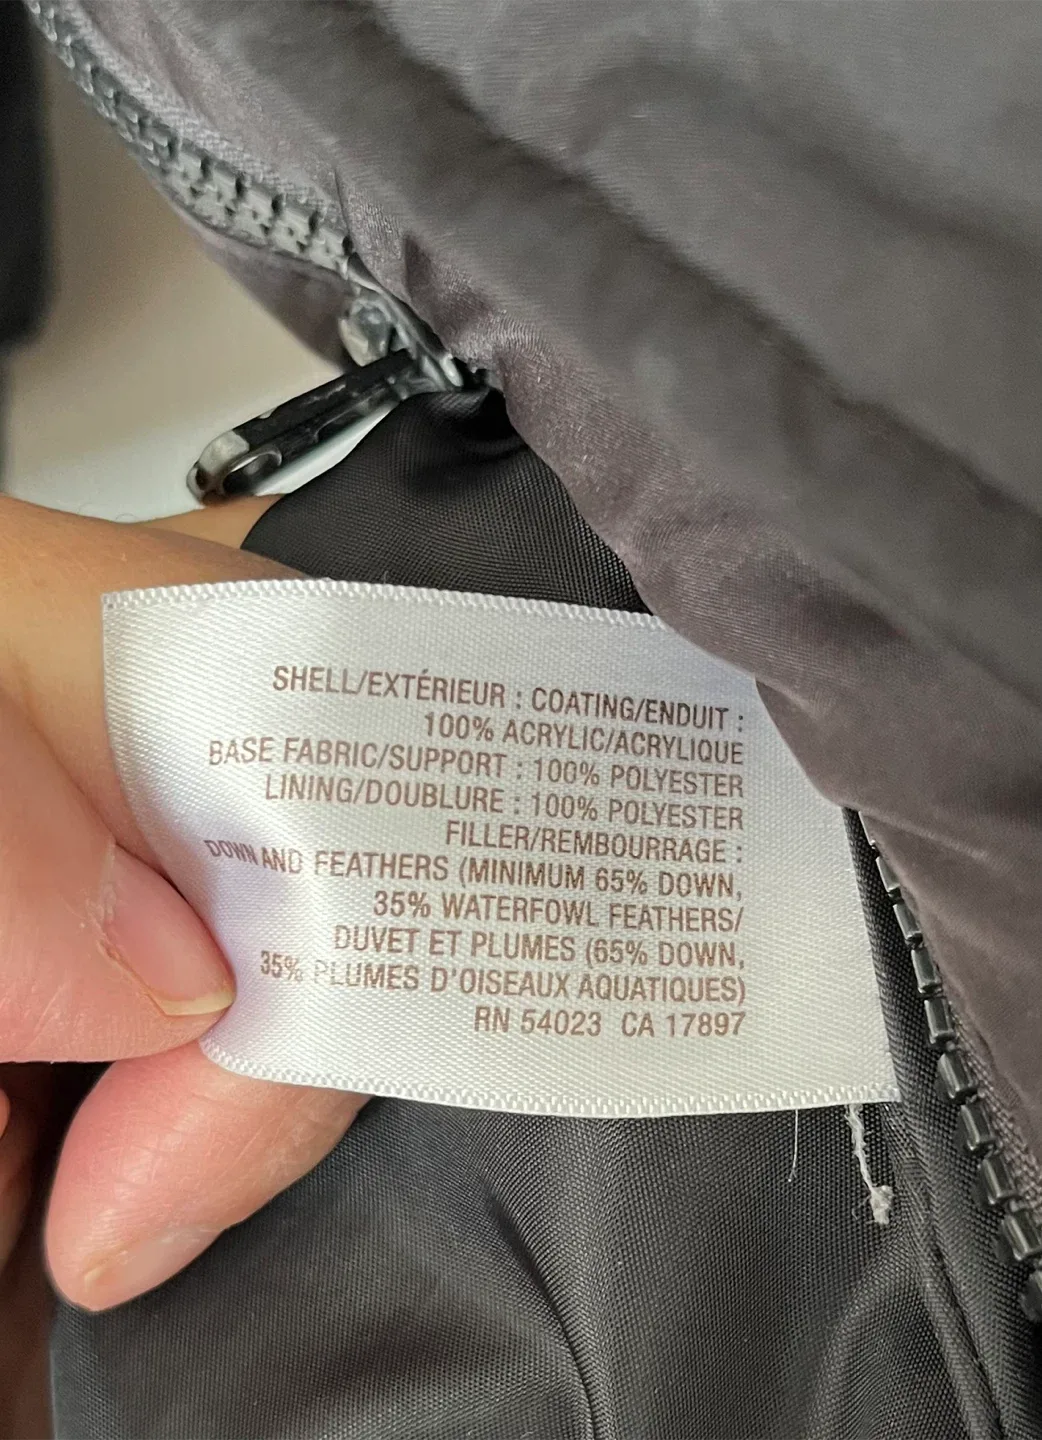 SHELL/EXTÉRIEUR : COATING/ENDUIT :
100% ACRYLIC/ACRYLIQUE
BASE FABRIC/SUPPORT : 100% POLYESTER
LINING/DOUBLURE : 100% POLYESTER
FILLER/REMBOURRAGE :
DOWN AND FEATHERS (MINIMUM 65% DOWN,
35% WATERFOWL FEATHERS/
DUVET ET PLUMES (65% DOWN,
35% PLUMES D'OISEAUX AQUATIQUES)
RN 54023 CA 17897